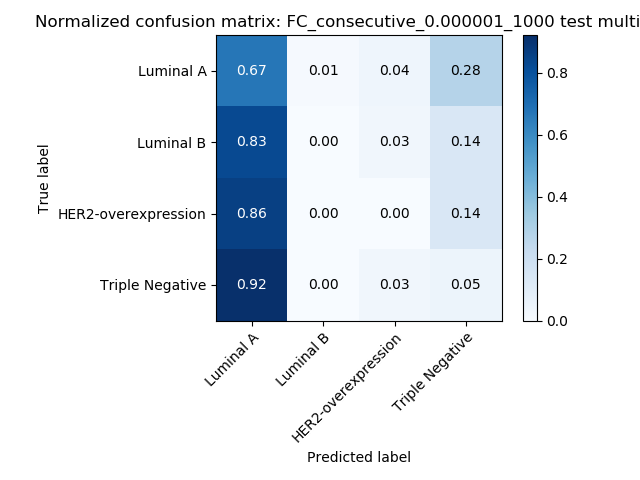 Normalized confusion matrix: FC_consecutive_0.000001_1000 test multi
True label
Luminal A 0.67 0.01 0.04 0.28
Luminal B 0.83 0.00 0.03 0.14
HER2-overexpression 0.86 0.00 0.00 0.14
Triple Negative 0.92 0.00 0.03 0.05
Luminal A
Luminal B
HER2-overexpression
Triple Negative
Predicted label
0.8
0.6
0.4
0.2
0.0